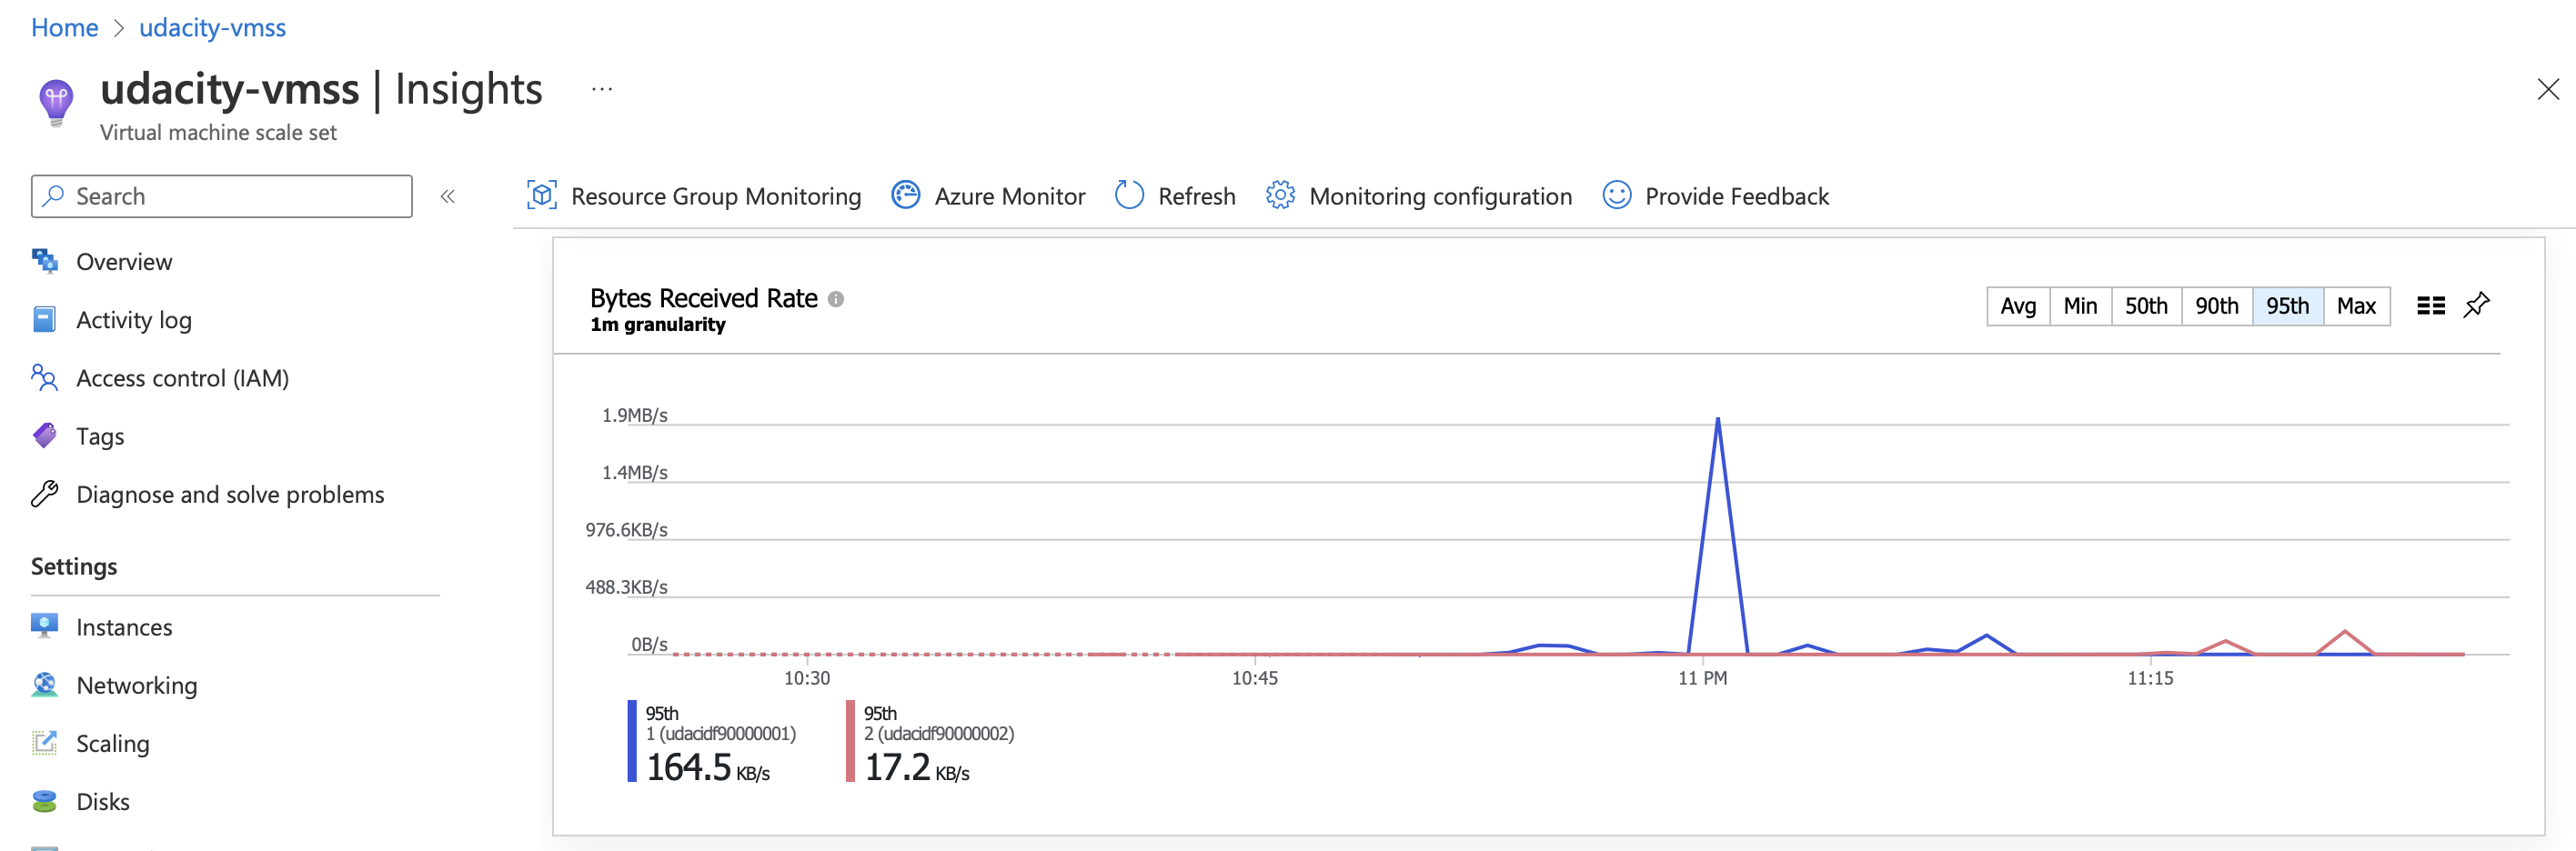 Home > udacity-vmss
udacity-vmss | Insights ...
Virtual machine scale set
Search
«
Resource Group Monitoring
Azure Monitor
Refresh
Monitoring configuration
Provide Feedback
Overview
Activity log
Access control (IAM)
Tags
Diagnose and solve problems
Settings
Instances
Networking
Scaling
Disks
Bytes Received Rate
1m granularity
Avg Min 50th 90th 95th Max
1.9MB/s
1.4MB/s
976.6KB/s
488.3KB/s
0B/s
10:30 10:45 11 PM 11:15
95th
1 (udacidf90000001)
164.5 KB/s
95th
2 (udacidf90000002)
17.2 KB/s